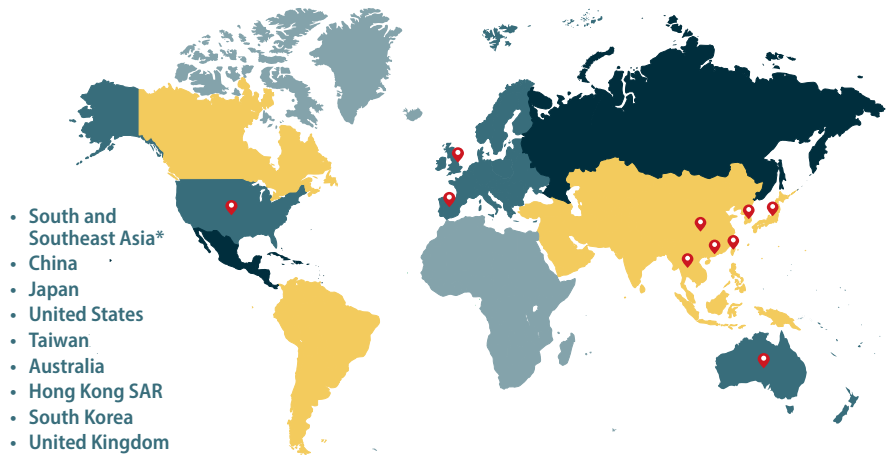 • South and
Southeast Asia*
• China
• Japan
• United States
• Taiwan
• Australia
• Hong Kong SAR
• South Korea
• United Kingdom